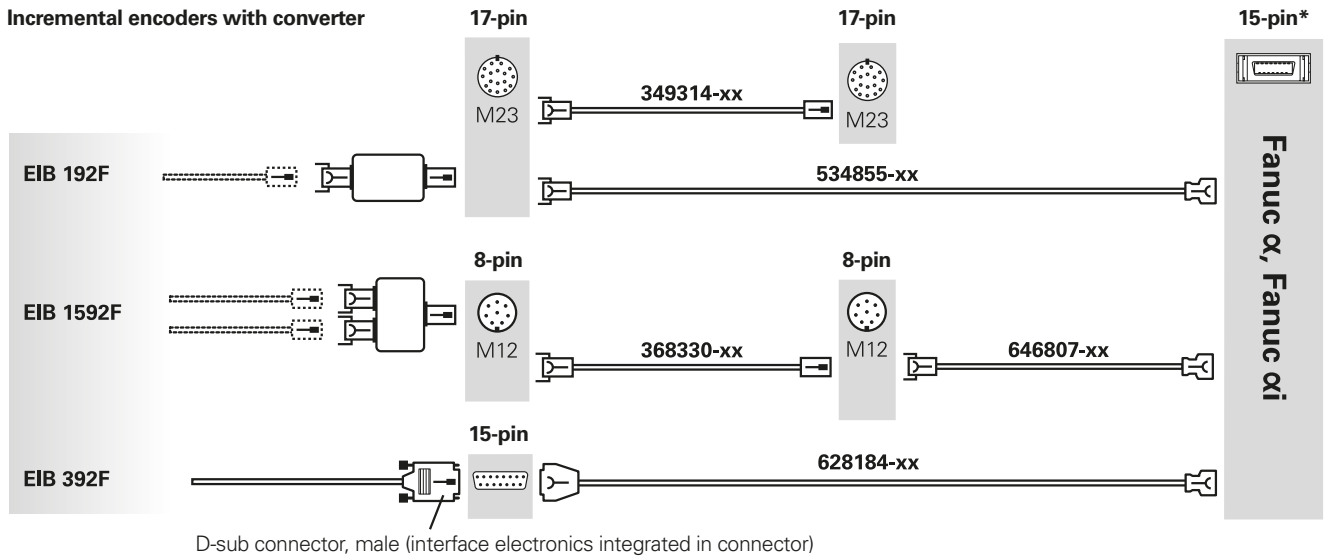 Incremental encoders with converter
17-pin
17-pin
15-pin*
M23
349314-xx
M23
EIB 192F
534855-xx
8-pin
8-pin
EIB 1592F
M12
368330-xx
M12
646807-xx
15-pin
EIB 392F
628184-xx
Fanuc α, Fanuc αi
D-sub connector, male (interface electronics integrated in connector)